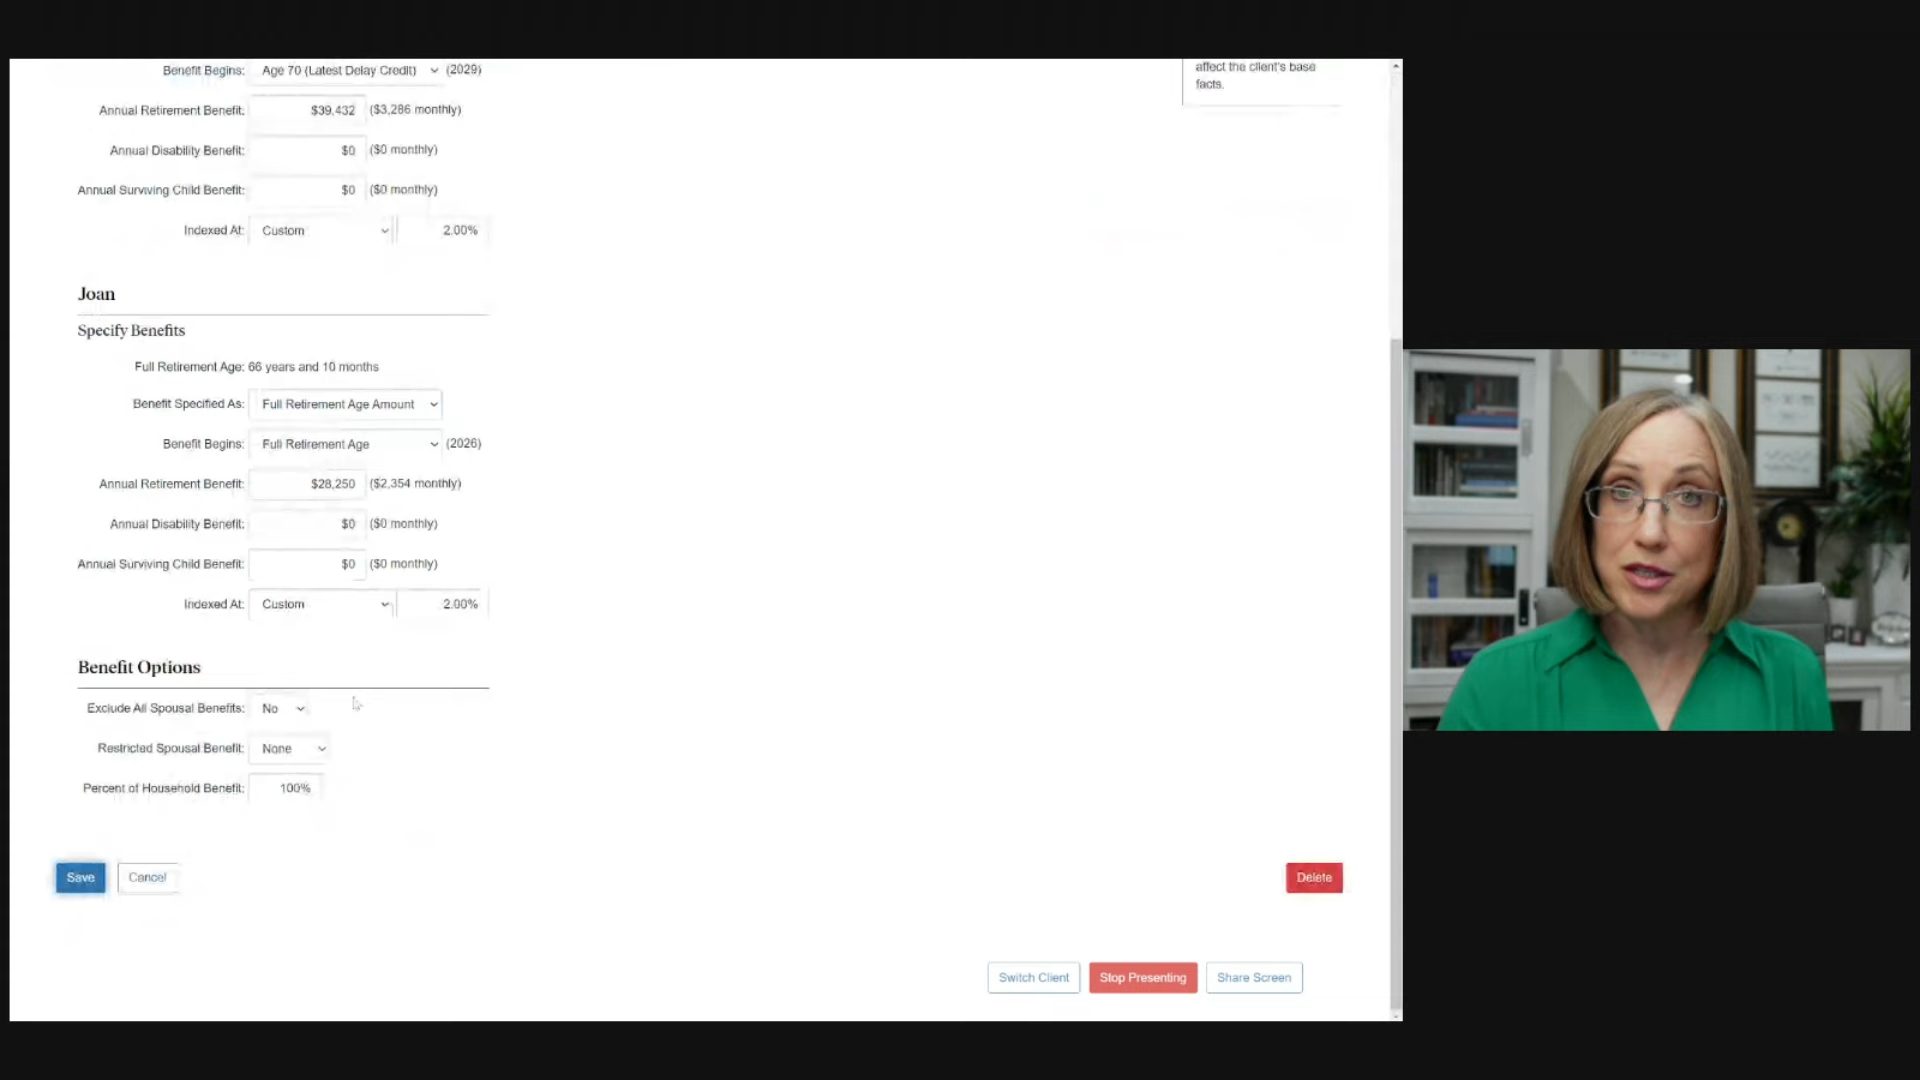 Benefit Begins: Age 70 (Latest Delay Credit) (2029)
Annual Retirement Benefit: $39,432 ($3,286 monthly)
Annual Disability Benefit: $0 ($0 monthly)
Annual Surviving Child Benefit: $0 ($0 monthly)
Indexed At: Custom 2.00%
affect the client's base
facts.
Joan
Specify Benefits
Full Retirement Age: 66 years and 10 months
Benefit Specified As: Full Retirement Age Amount
Benefit Begins: Full Retirement Age (2026)
Annual Retirement Benefit: $28,250 ($2,354 monthly)
Annual Disability Benefit: $0 ($0 monthly)
Annual Surviving Child Benefit: $0 ($0 monthly)
Indexed At: Custom 2.00%
Benefit Options
Exclude All Spousal Benefits: No
Restricted Spousal Benefit: None
Percent of Household Benefit: 100%
Save Cancel Delete
Switch Client Stop Presenting Share Screen